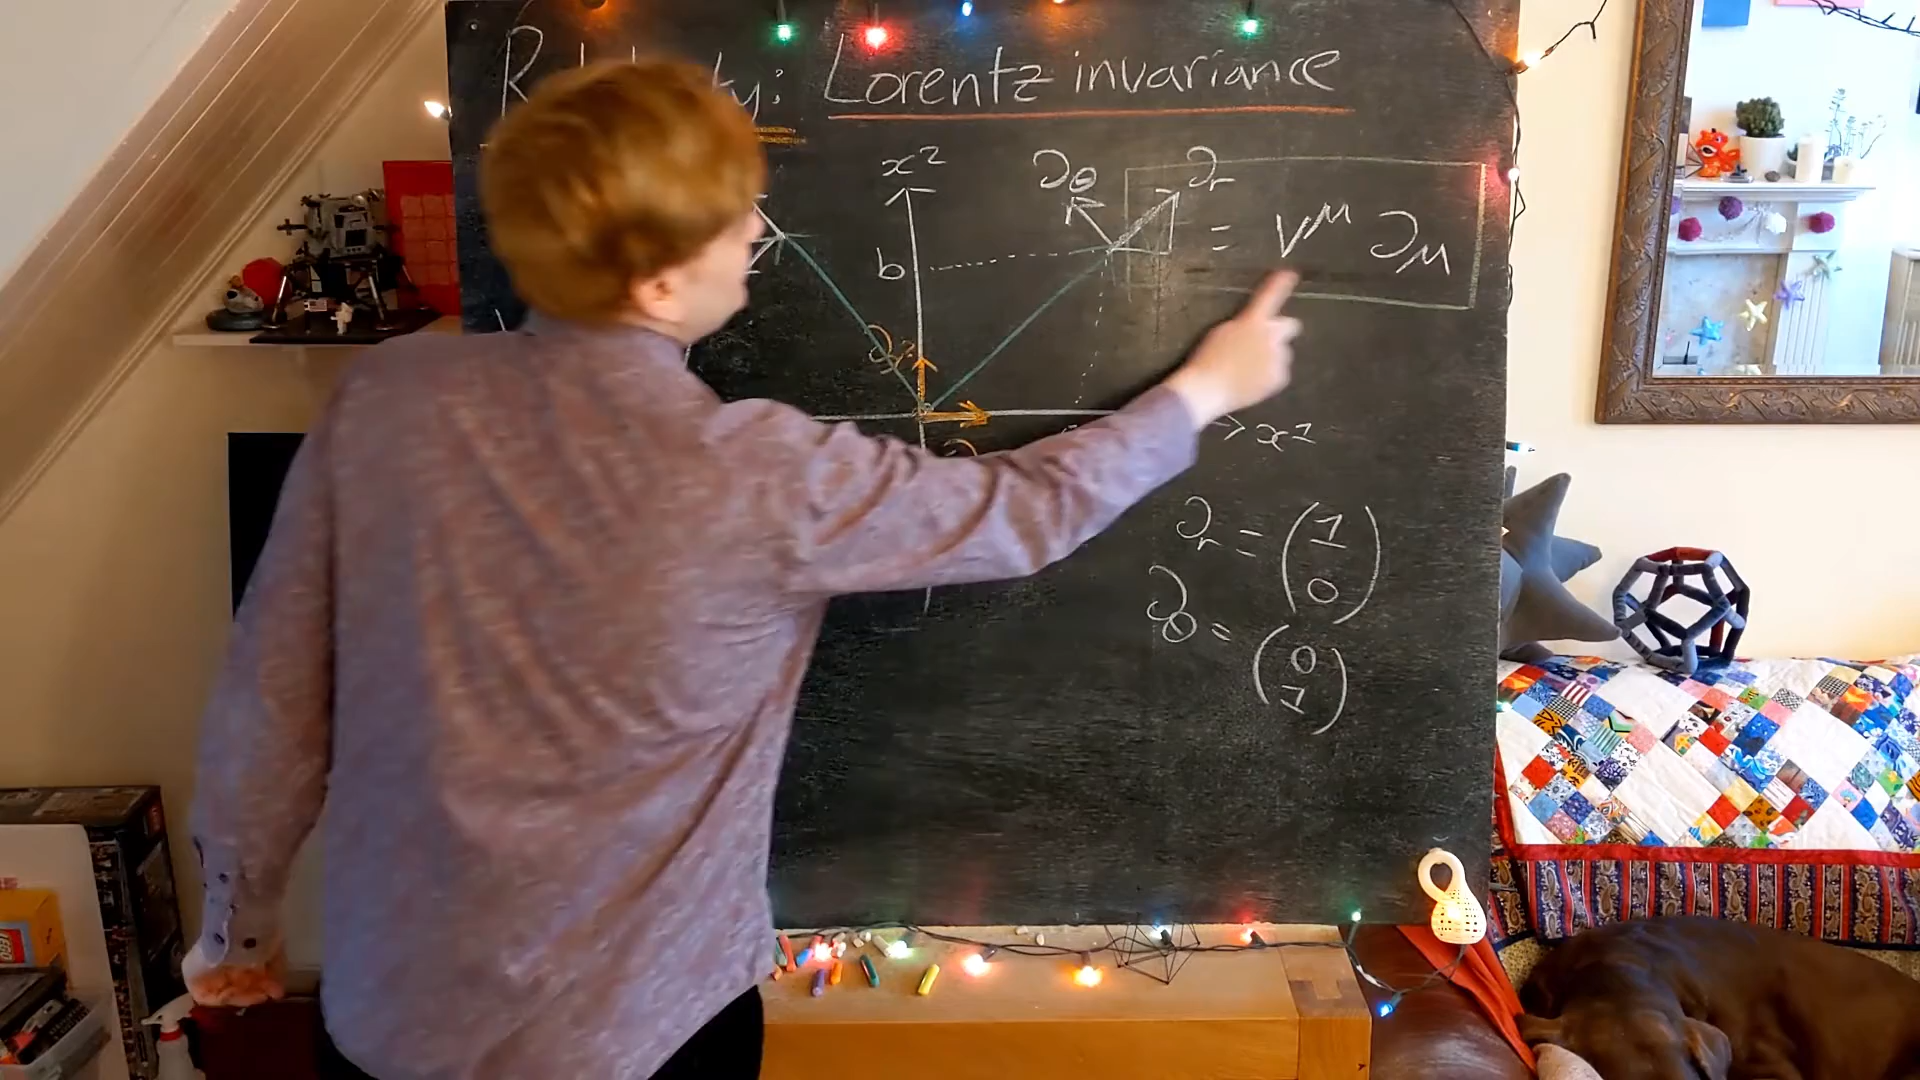 Lorentz invariance
x²
∂θ
∂r
b
= V^μ ∂μ
x¹
∂r = (1 0)
∂θ = (0 1)